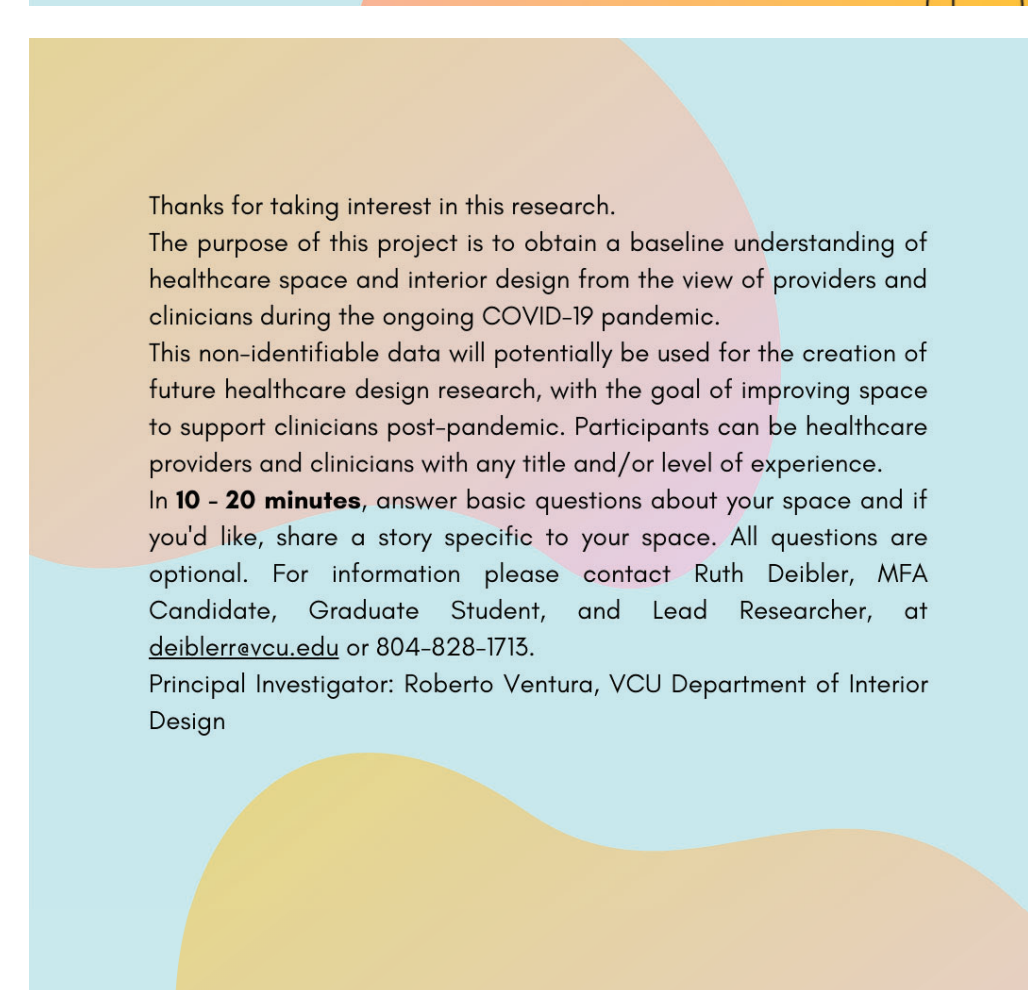 Thanks for taking interest in this research.
The purpose of this project is to obtain a baseline understanding of
healthcare space and interior design from the view of providers and
clinicians during the ongoing COVID-19 pandemic.
This non-identifiable data will potentially be used for the creation of
future healthcare design research, with the goal of improving space
to support clinicians post-pandemic. Participants can be healthcare
providers and clinicians with any title and/or level of experience.
In 10 - 20 minutes, answer basic questions about your space and if
you'd like, share a story specific to your space. All questions are
optional. For information please contact Ruth Deibler, MFA
Candidate, Graduate Student, and Lead Researcher, at
deiblerr@vcu.edu or 804-828-1713.
Principal Investigator: Roberto Ventura, VCU Department of Interior
Design